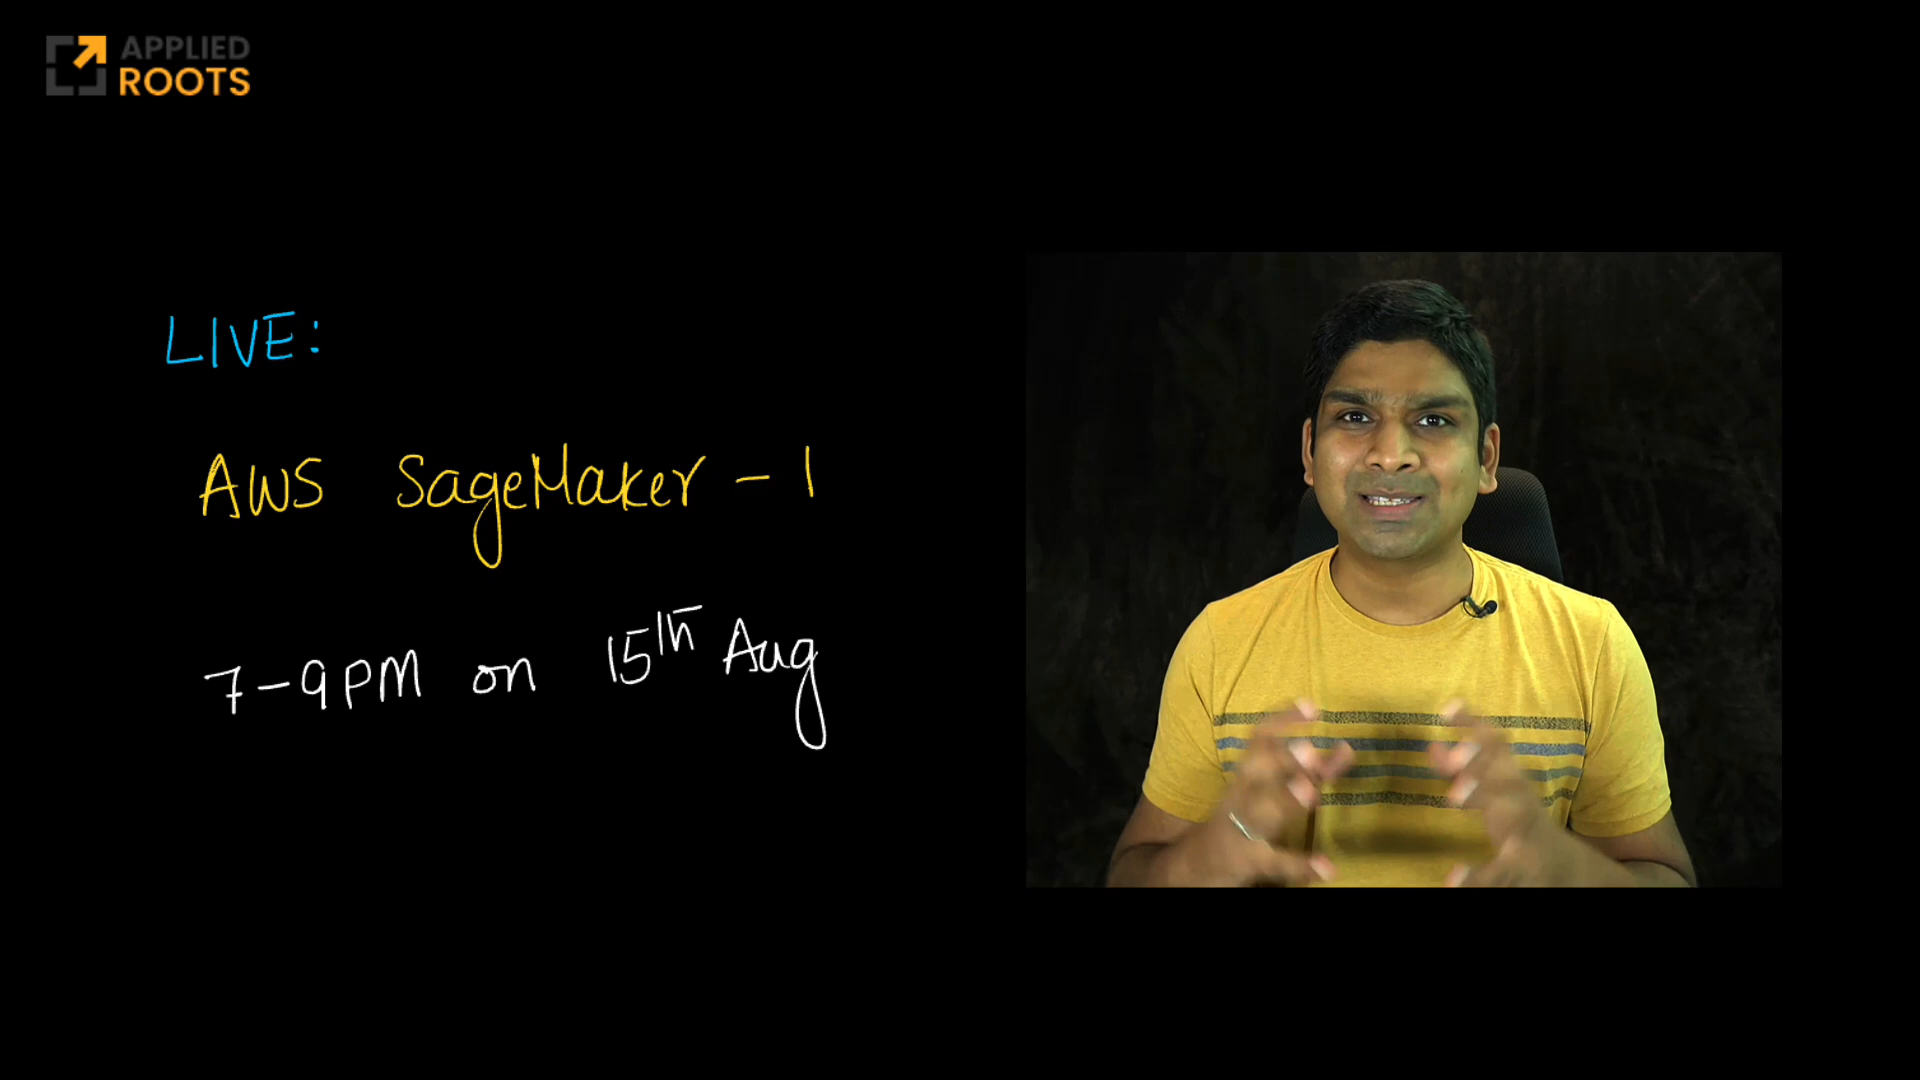 APPLIED
ROOTS
LIVE:
AWS SageMaker - 1
7-9PM on 15th Aug